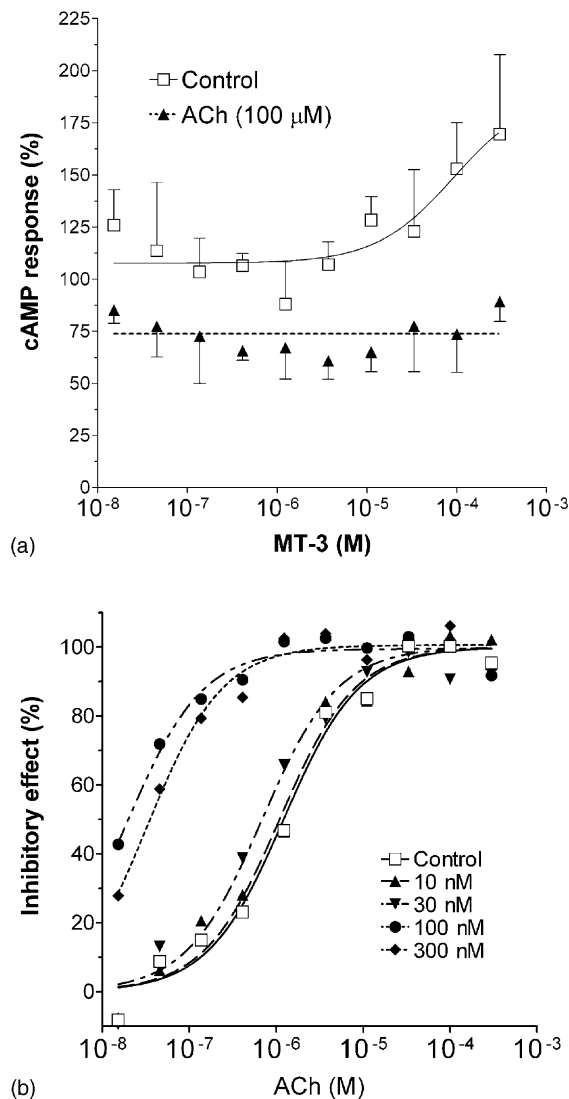 225
200
175
150
125
100
75
50
25
0
cAMP response (%)
Control
ACh (100 µM)
10⁻⁸ 10⁻⁷ 10⁻⁶ 10⁻⁵ 10⁻⁴ 10⁻³
MT-3 (M)
(a)
100
80
60
40
20
0
Inhibitory effect (%)
Control
10 nM
30 nM
100 nM
300 nM
10⁻⁸ 10⁻⁷ 10⁻⁶ 10⁻⁵ 10⁻⁴ 10⁻³
ACh (M)
(b)